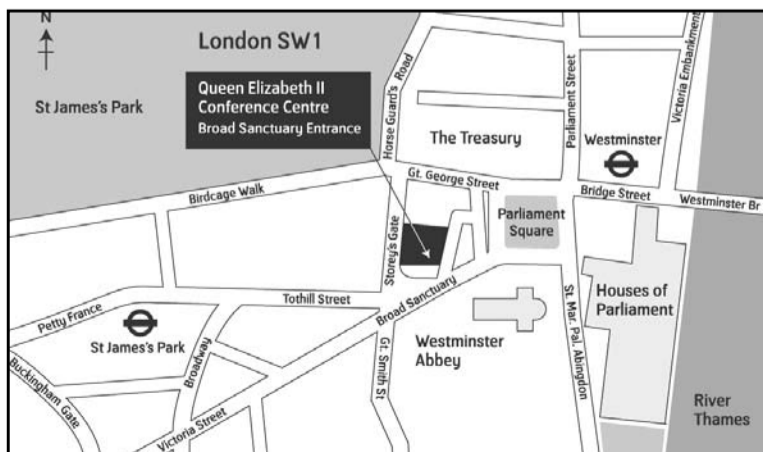 N
London SW1
St James's Park
Queen Elizabeth II
Conference Centre
Broad Sanctuary Entrance
Horse Guard's Road
The Treasury
Parliament Street
Victoria Embankment
Westminster
Birdcage Walk
Gt. George Street
Bridge Street
Westminster Br
Storey's Gate
Parliament
Square
Tothill Street
Broad Sanctuary
Petty France
St James's Park
Broadway
Buckingham Gate
Victoria Street
Gt. Smith St
Westminster
Abbey
St. Mar. Pal. Abingdon
Houses of
Parliament
River
Thames